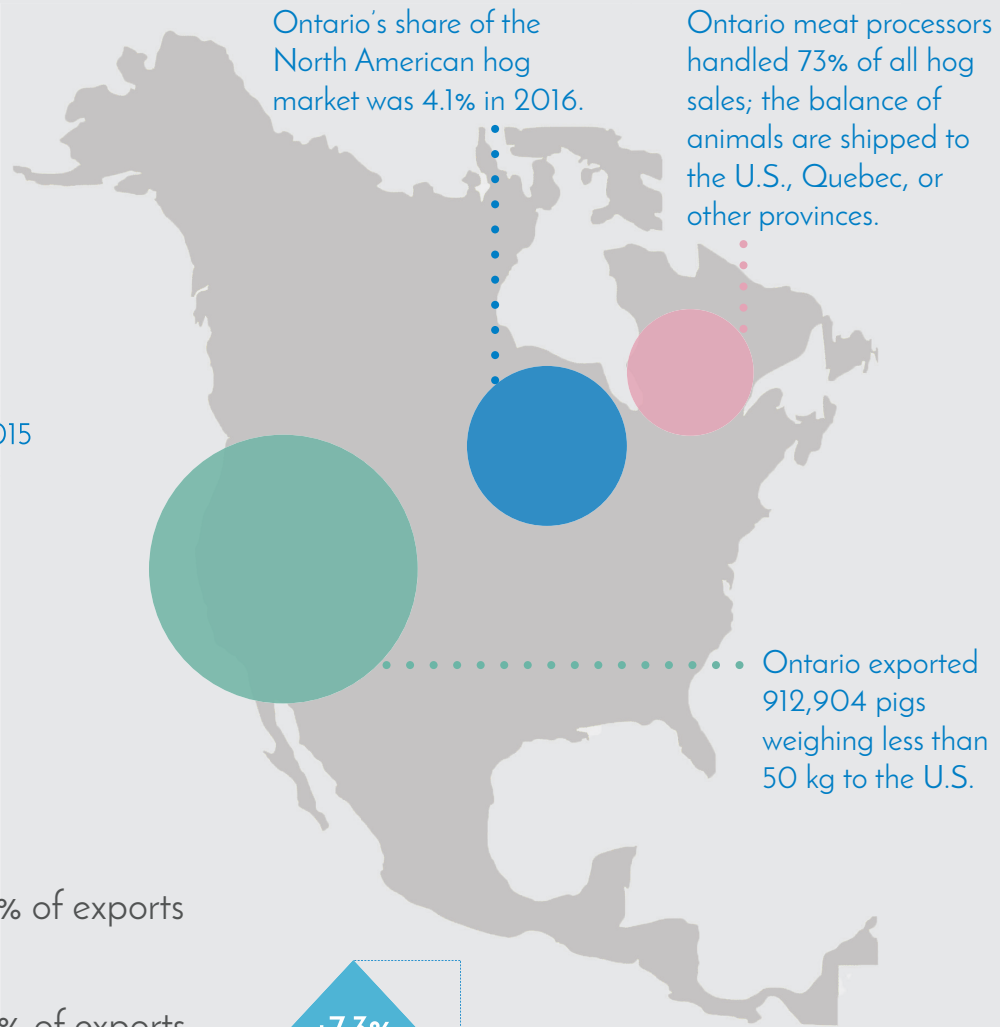 Ontario's share of the
North American hog
market was 4.1% in 2016.
Ontario meat processors
handled 73% of all hog
sales; the balance of
animals are shipped to
the U.S., Quebec, or
other provinces.
Ontario exported
912,904 pigs
weighing less than
50 kg to the U.S.
% of exports
% of exports